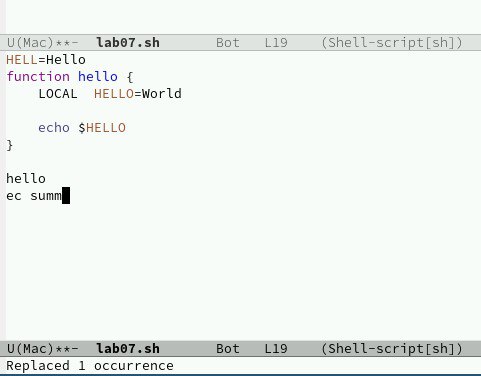 U(Mac)**- lab07.sh Bot L19 (Shell-script[sh])
HELL=Hello
function hello {
    LOCAL  HELLO=World
    echo $HELLO
}
hello
ec summ
U(Mac)**- lab07.sh Bot L19 (Shell-script[sh])
Replaced 1 occurrence